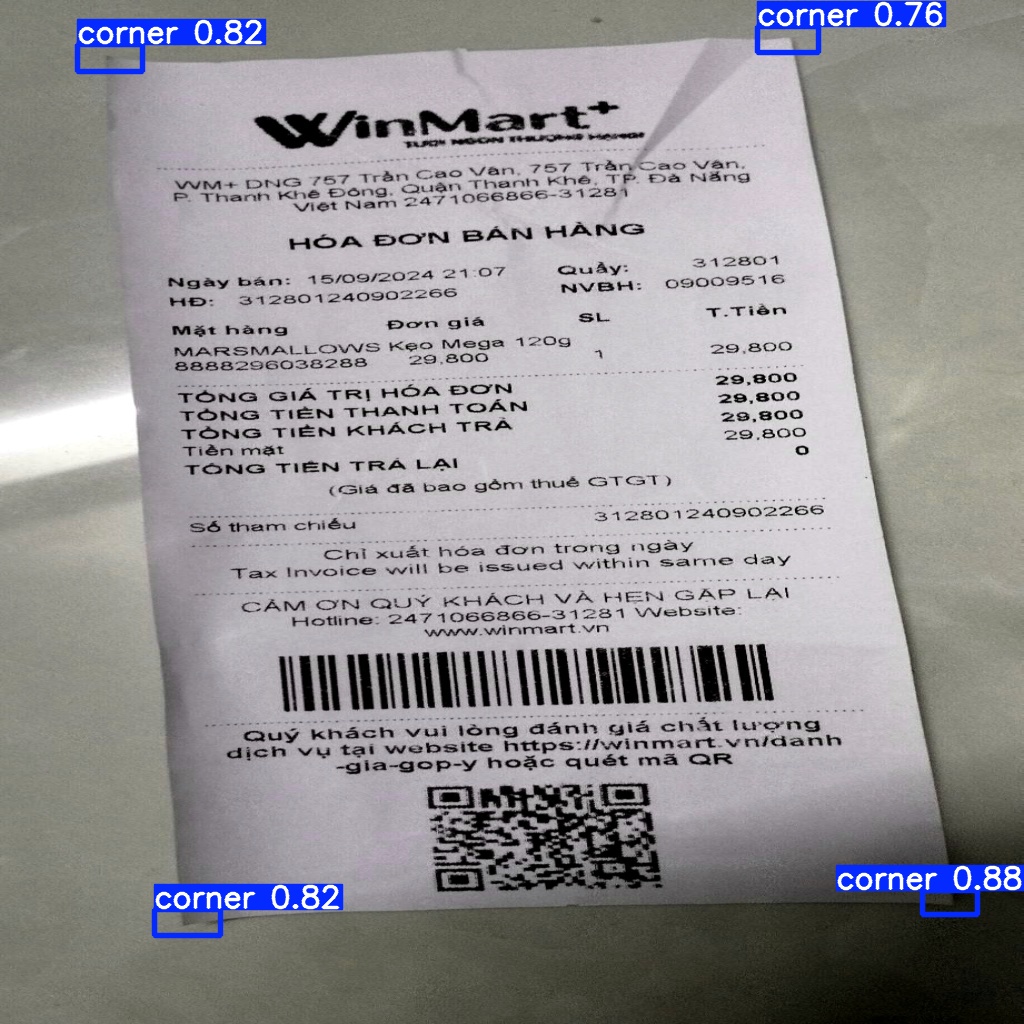 corner 0.82
corner 0.76
WinMart+
TƯƠI NGON THƯỢNG HẠNG
WM+ DNG 757 Trần Cao Vân, 757 Trần Cao Vân,
P. Thanh Khê Đông, Quận Thanh Khê, TP. Đà Nẵng
Việt Nam 2471066866-31281
HÓA ĐƠN BÁN HÀNG
Ngày bán: 15/09/2024 21:07 Quầy: 312801
HĐ: 312801240902266 NVBH: 09009516
Mặt hàng Đơn giá SL T.Tiền
MARSMALLOWS Kẹo Mega 120g
8888296038288 29,800 1 29,800
TỔNG GIÁ TRỊ HÓA ĐƠN 29,800
TỔNG TIỀN THANH TOÁN 29,800
TỔNG TIỀN KHÁCH TRẢ 29,800
Tiền mặt 29,800
TỔNG TIỀN TRẢ LẠI 0
(Giá đã bao gồm thuế GTGT)
Số tham chiếu 312801240902266
Chỉ xuất hóa đơn trong ngày
Tax Invoice will be issued within same day
CẢM ƠN QUÝ KHÁCH VÀ HẸN GẶP LẠI
Hotline: 2471066866-31281 Website:
www.winmart.vn
Quý khách vui lòng đánh giá chất lượng
dịch vụ tại website https://winmart.vn/danh
-gia-gop-y hoặc quét mã QR
corner 0.82
corner 0.88